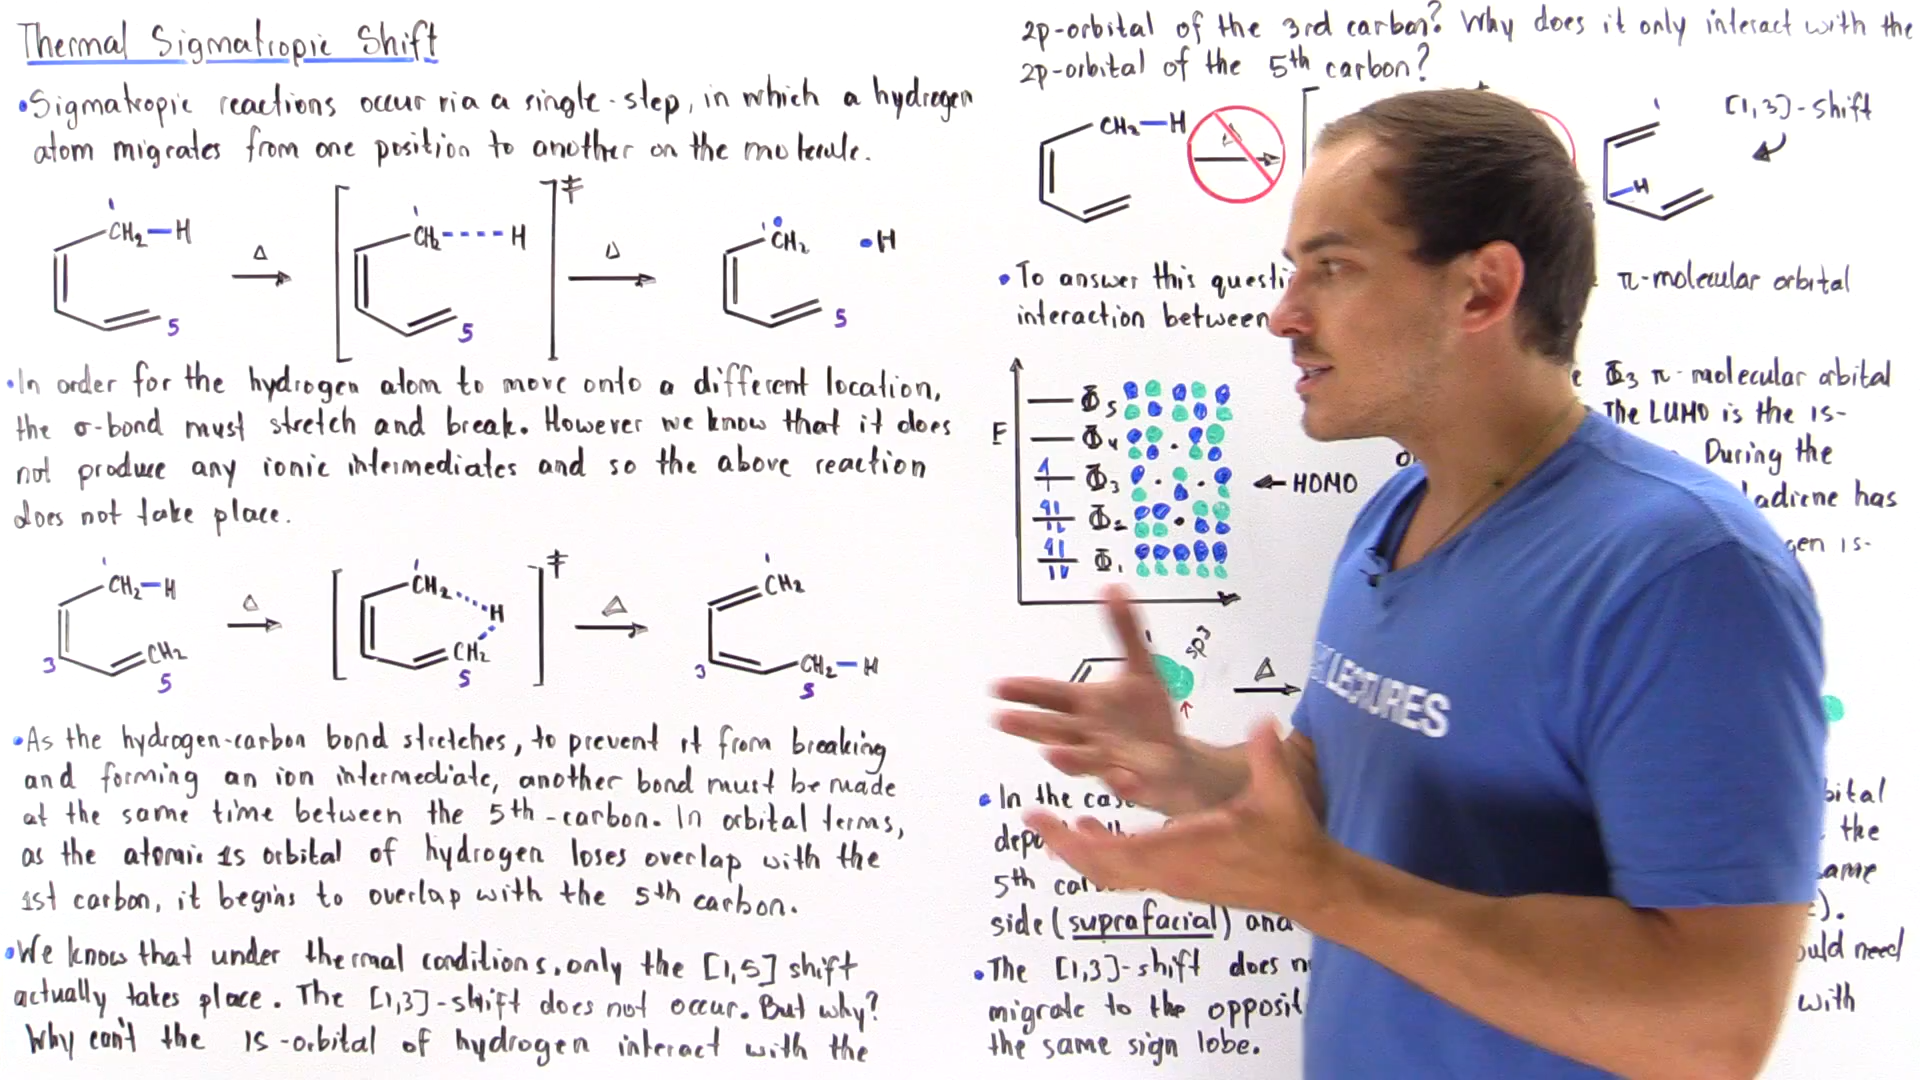 Thermal Sigmatropic Shift
•Sigmatropic reactions occur via a single-step, in which a hydrogen
atom migrates from one position to another on the molecule.
CH₂—H
Δ
CH₂----H
‡
Δ
•CH₂ •H
5
5
5
•In order for the hydrogen atom to move onto a different location,
the σ-bond must stretch and break. However we know that it does
not produce any ionic intermediates and so the above reaction
does not take place.
CH₂—H
3
CH₂
5
Δ
CH₂
H
CH₂
5
‡
Δ
CH₂
3
CH₂—H
5
•As the hydrogen-carbon bond stretches, to prevent it from breaking
and forming an ion intermediate, another bond must be made
at the same time between the 5th-carbon. In orbital terms,
as the atomic 1s orbital of hydrogen loses overlap with the
1st carbon, it begins to overlap with the 5th carbon.
•We know that under thermal conditions, only the [1,5] shift
actually takes place. The [1,3]-shift does not occur. But why?
Why can't the 1s-orbital of hydrogen interact with the
2p-orbital of the 3rd carbon? Why does it only interact with the
2p-orbital of the 5th carbon?
CH₂—H
Δ
H
[1,3]-shift
•To answer this questi
π-molecular orbital
interaction between
E
Φ₅
Φ₄
Φ₃
Φ₂
Φ₁
←HOMO
Φ₃ π-molecular orbital
The LUMO is the 1s-
During the
ladiene has
gen 1s-
sp3
Δ
•In the cas
bital
the
5th
ame
side (suprafacial) and
•The [1,3]-shift does n
ould need
migrate to the opposit
with
the same sign lobe.
LECTURES